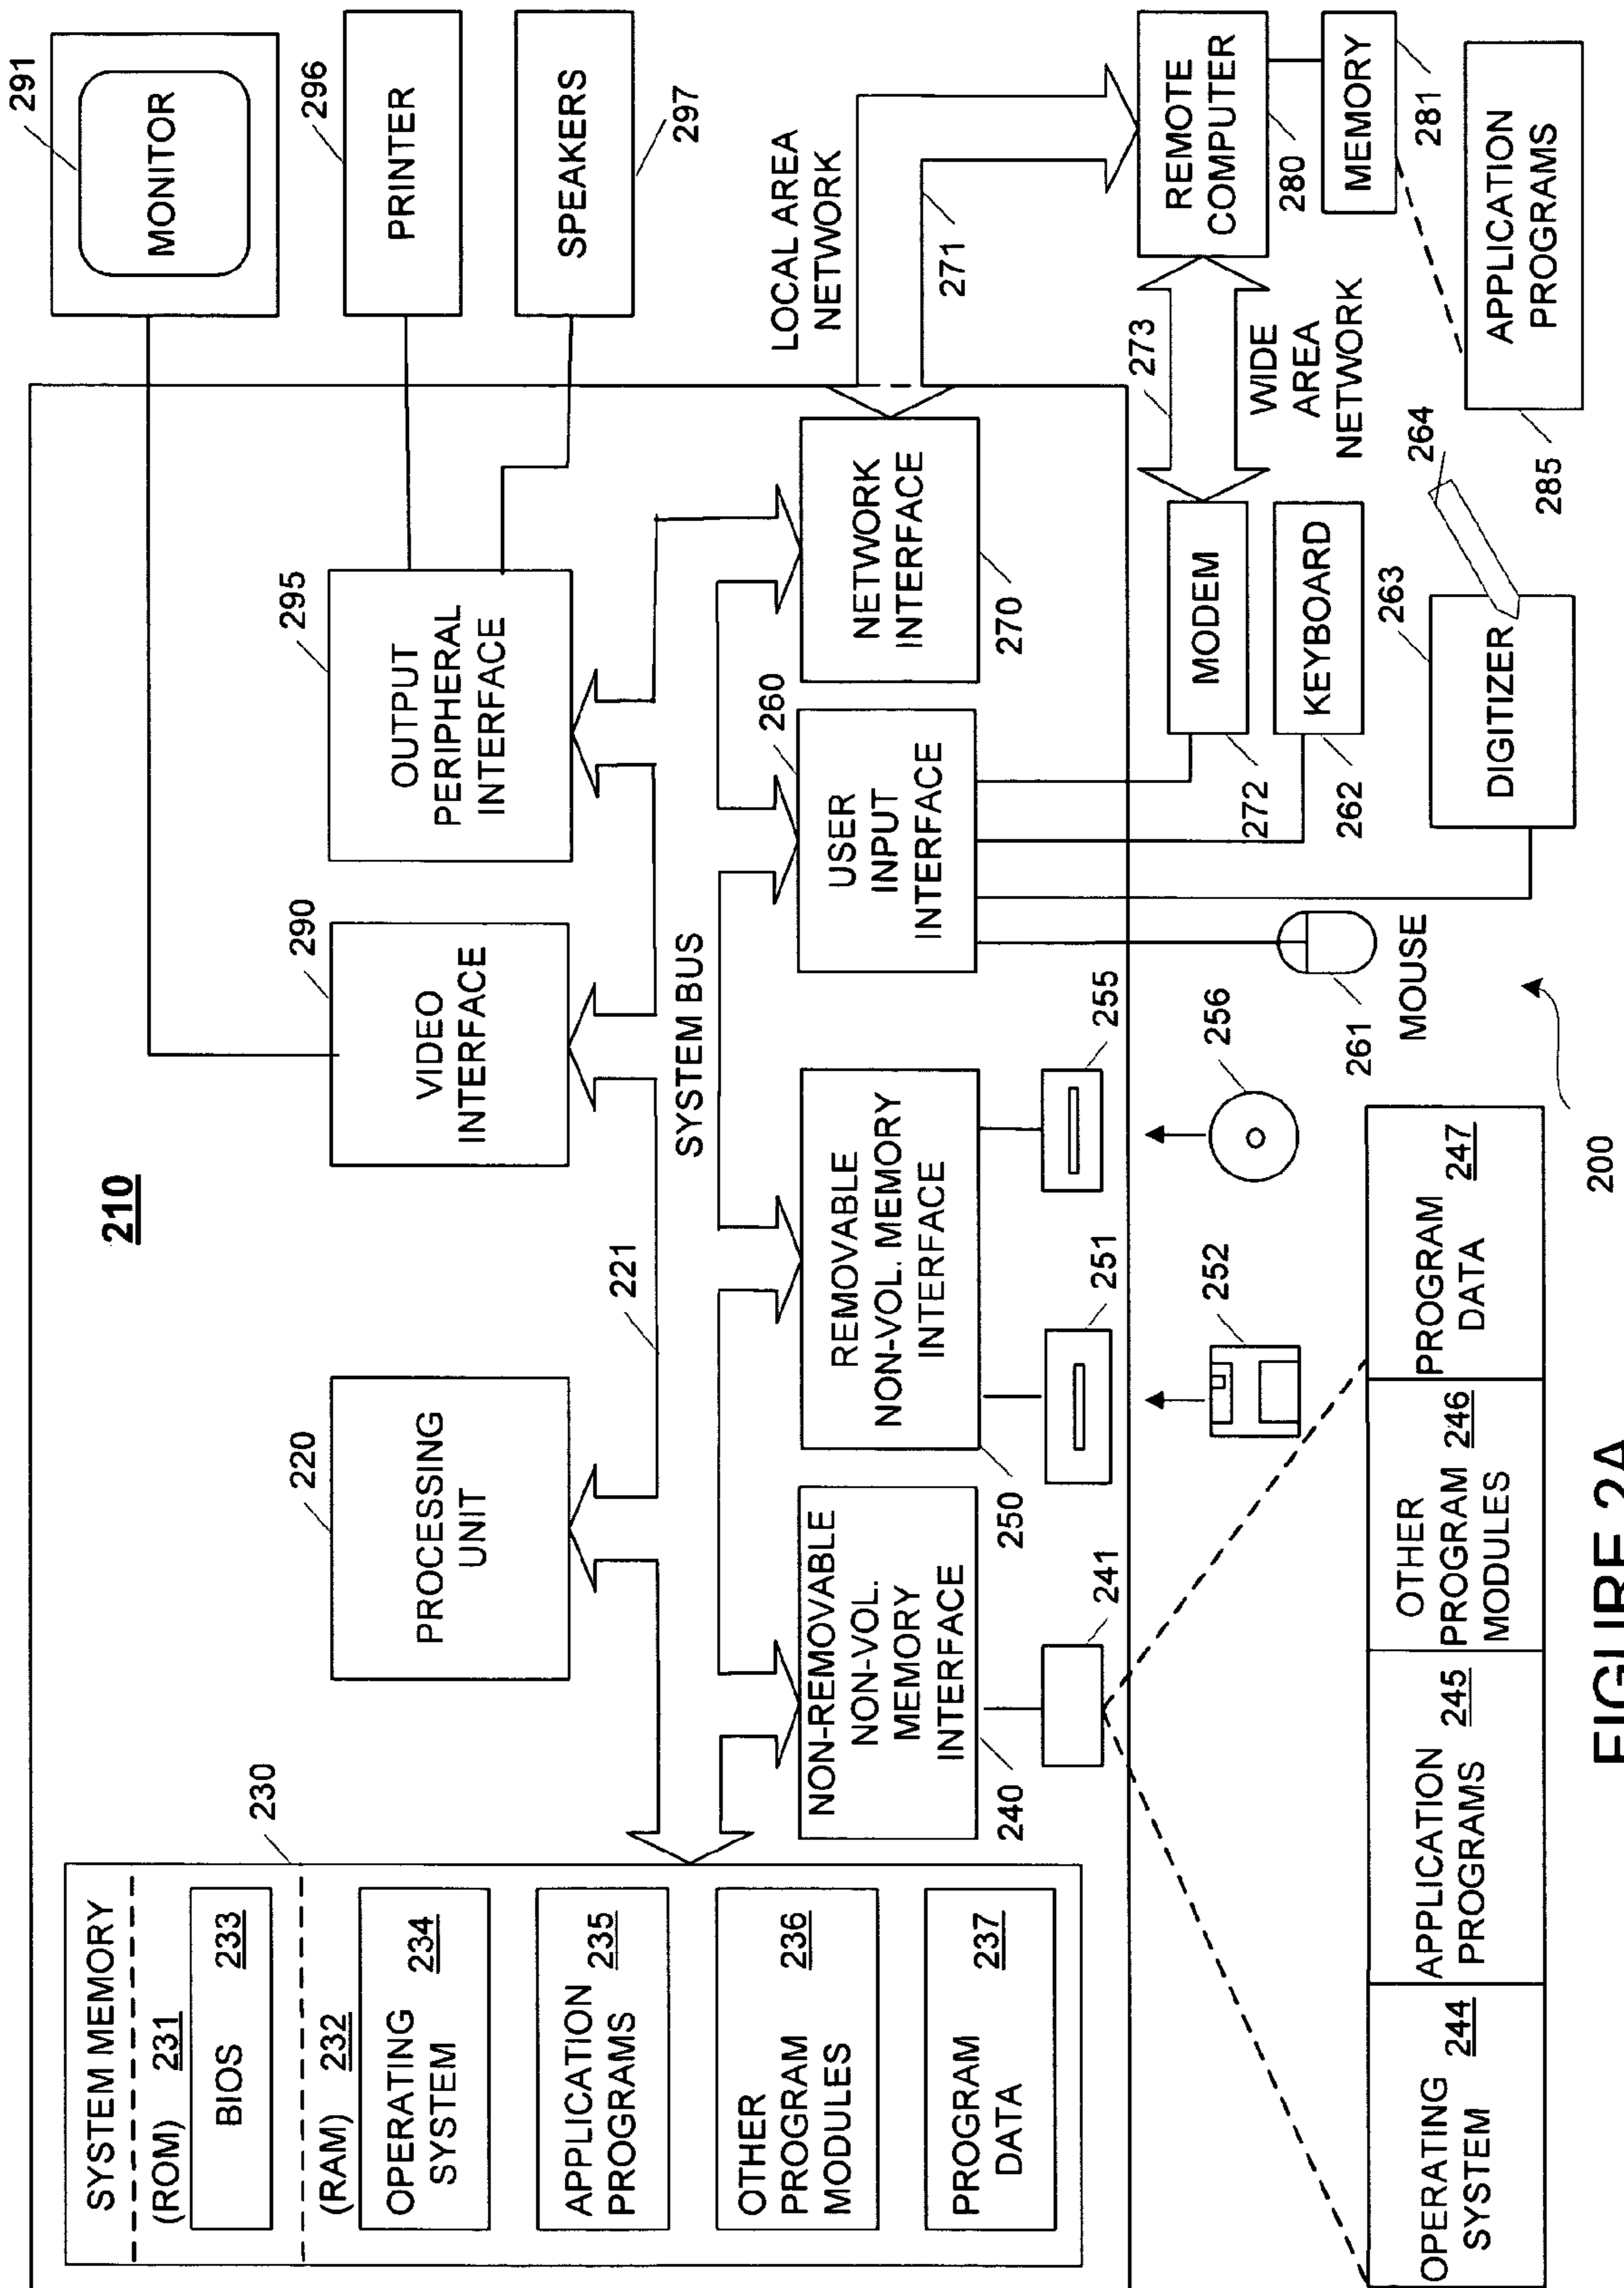 210
SYSTEM MEMORY
(ROM) 231
BIOS 233
(RAM) 232
OPERATING
SYSTEM 234
APPLICATION
PROGRAMS 235
OTHER
PROGRAM
MODULES 236
PROGRAM
DATA 237
230
220
PROCESSING
UNIT
221
290
VIDEO
INTERFACE
295
OUTPUT
PERIPHERAL
INTERFACE
291
MONITOR
296
PRINTER
SPEAKERS
297
SYSTEM BUS
NON-REMOVABLE
NON-VOL.
MEMORY
INTERFACE
240
241
REMOVABLE
NON-VOL. MEMORY
INTERFACE
250
251
255
252
256
260
USER
INPUT
INTERFACE
NETWORK
INTERFACE
270
LOCAL AREA
NETWORK
271
REMOTE
COMPUTER
280
MEMORY
281
273
WIDE
AREA
NETWORK
MODEM
272
KEYBOARD
262
263
264
DIGITIZER
261
MOUSE
285
APPLICATION
PROGRAMS
OPERATING
SYSTEM 244
APPLICATION
PROGRAMS 245
OTHER
PROGRAM 246
MODULES
PROGRAM
DATA 247
200
FIGURE 2A